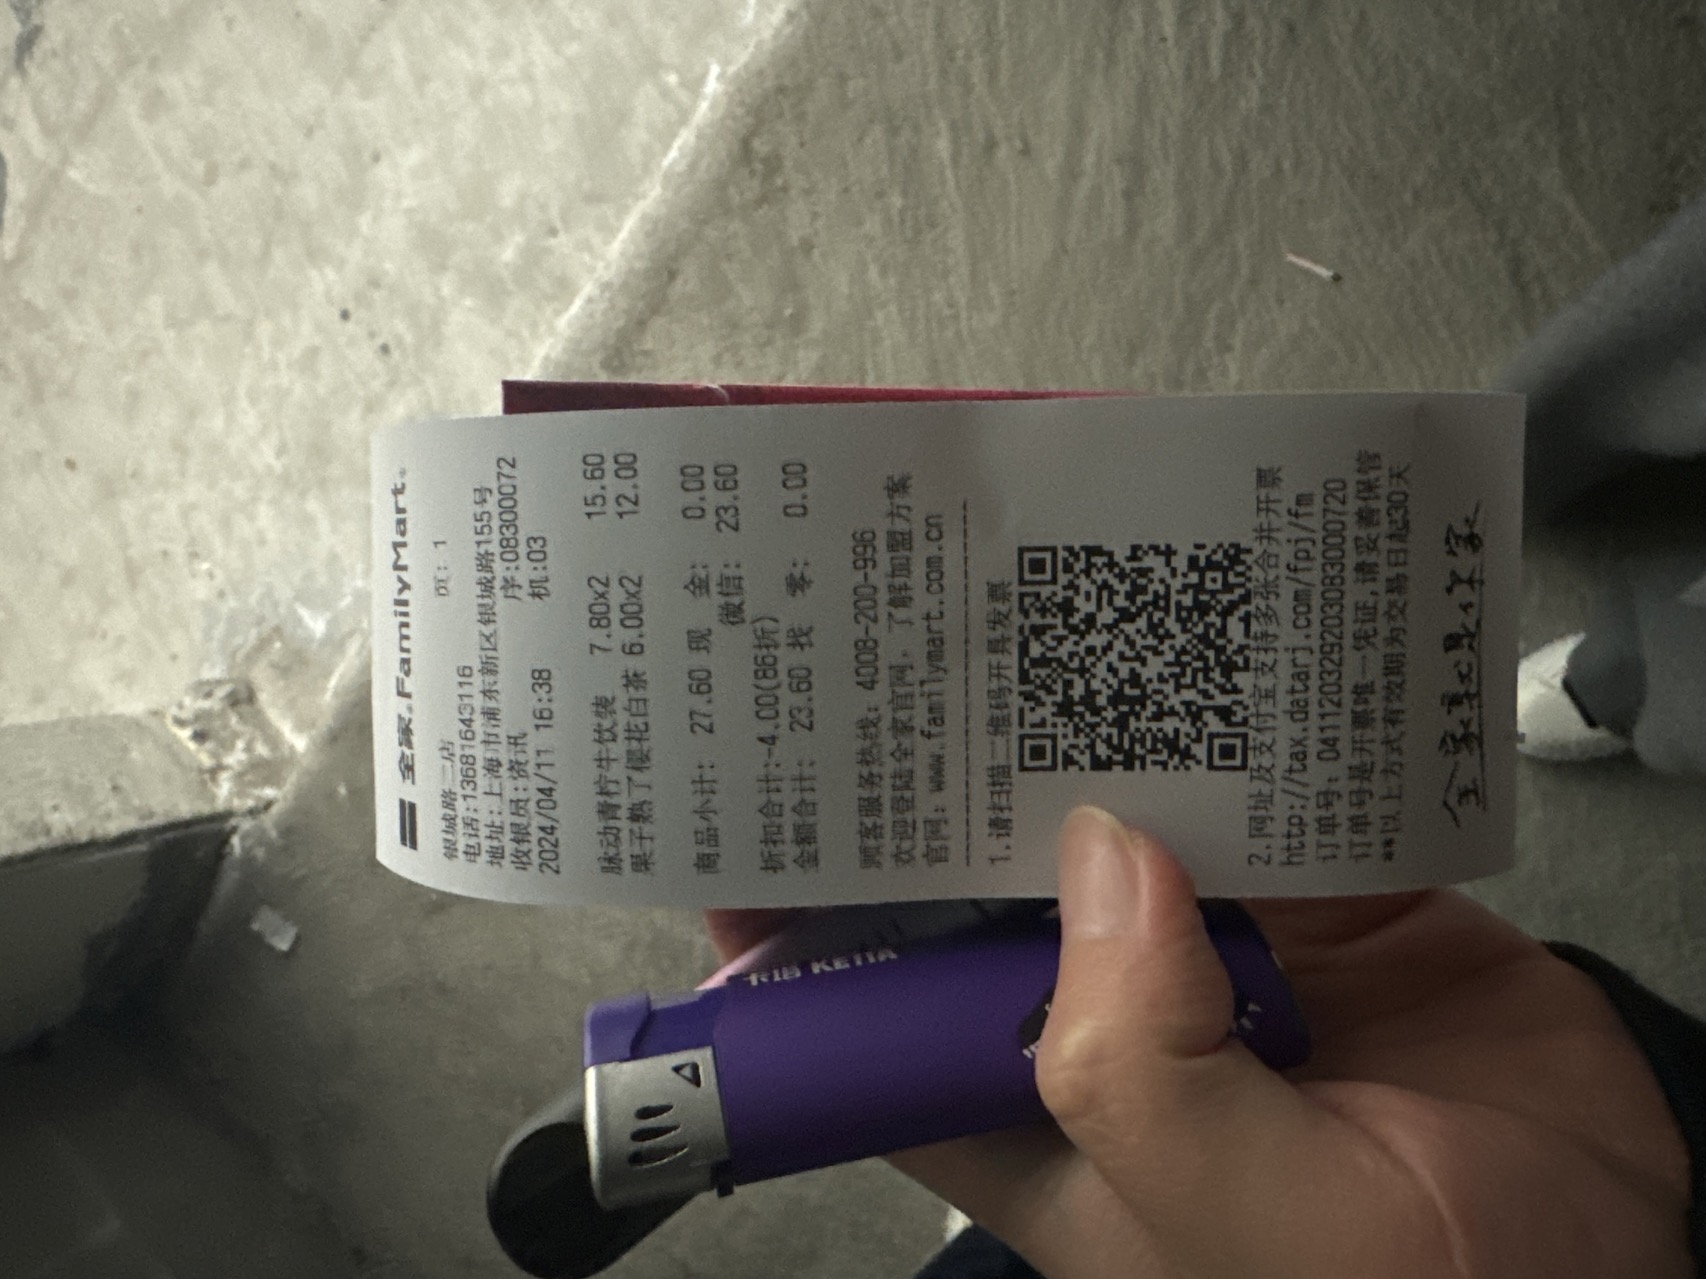 全家 FamilyMart
页: 1
银城路二店
电话:13681643116
地址:上海市浦东新区银城路155号
收银员:资讯 序:08300072
2024/04/11 16:38 机:03
脉动青柠牛饮装 7.80x2 15.60
果子熟了樱花白茶 6.00x2 12.00
商品小计: 27.60 现 金: 0.00
微信: 23.60
折扣合计:-4.00(86折)
金额合计: 23.60 找 零: 0.00
顾客服务热线: 4008-200-996
欢迎登陆全家官网，了解加盟方案
官网: www.familymart.com.cn
1.请扫描二维码开具发票
2.网址及支付宝支持多张合并开票
http://tax.datarj.com/fpj/fm
订单号: 041120329203083000720
订单号是开票唯一凭证,请妥善保管
**以上方式有效期为交易日起30天
全家就是你家
KETIA